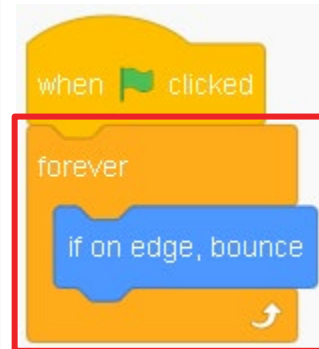 when clicked
forever
if on edge, bounce